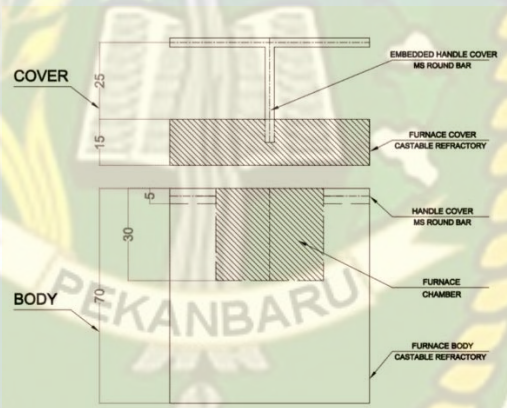 COVER
25
15
EMBEDDED HANDLE COVER
MS ROUND BAR
FURNACE COVER
CASTABLE REFRACTORY
BODY
5
30
70
HANDLE COVER
MS ROUND BAR
FURNACE
CHAMBER
FURNACE BODY
CASTABLE REFRACTORY
PEKANBARU